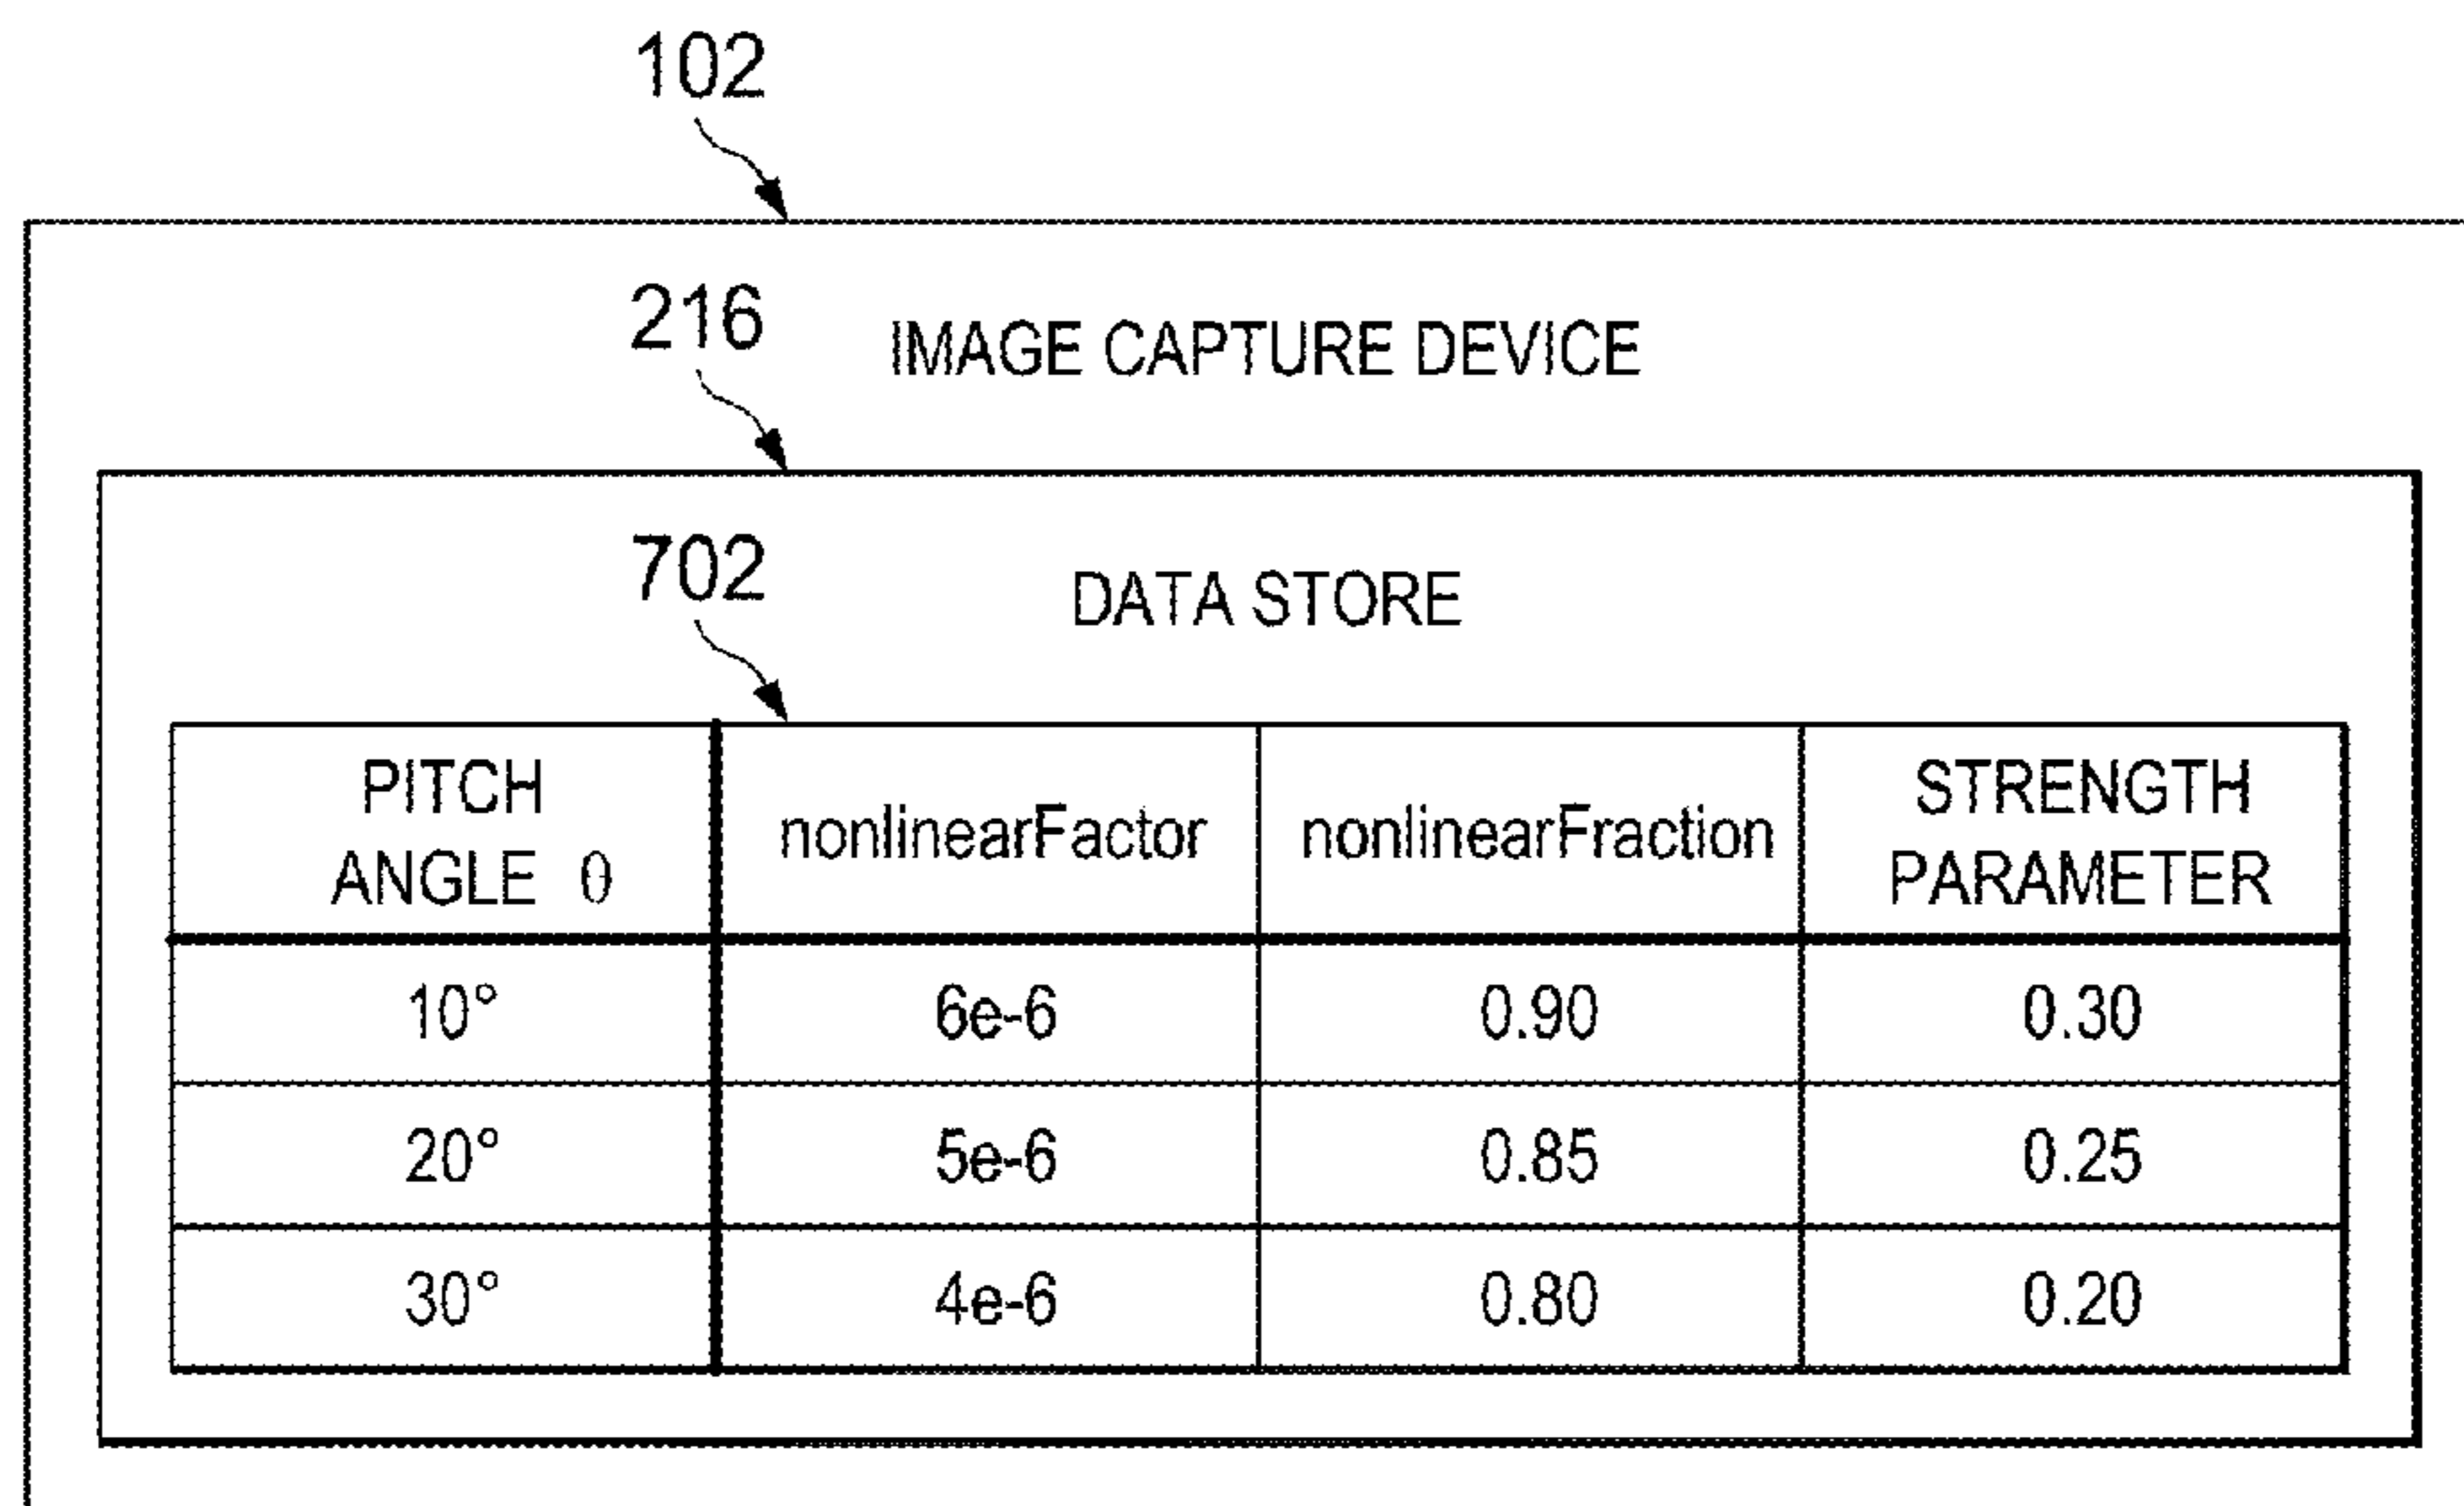 102
216
IMAGE CAPTURE DEVICE
702
DATA STORE
PITCH
ANGLE θ
nonlinearFactor
nonlinearFraction
STRENGTH
PARAMETER
10°
6e-6
0.90
0.30
20°
5e-6
0.85
0.25
30°
4e-6
0.80
0.20